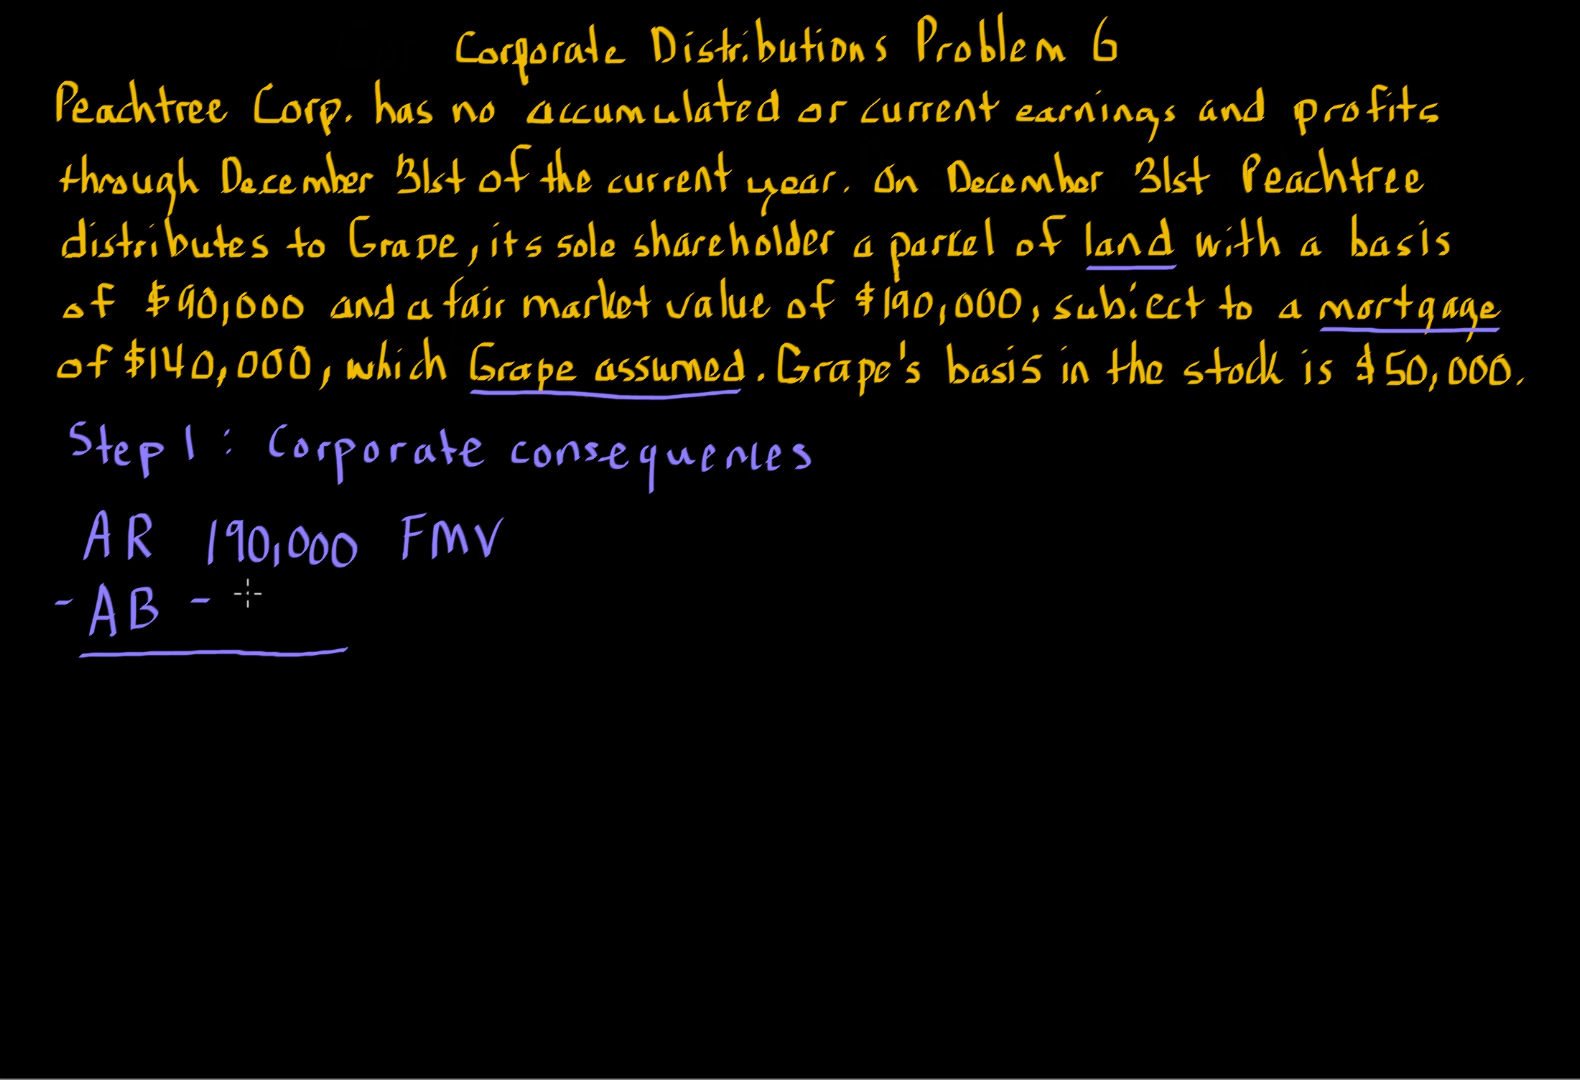 Corporate Distributions Problem 6
Peachtree Corp. has no accumulated or current earnings and profits
through December 31st of the current year. On December 31st Peachtree
distributes to Grape, its sole shareholder a parcel of land with a basis
of $90,000 and a fair market value of $190,000, subject to a mortgage
of $140,000, which Grape assumed. Grape's basis in the stock is $50,000.
Step 1: Corporate consequences
AR 190,000 FMV
- AB -